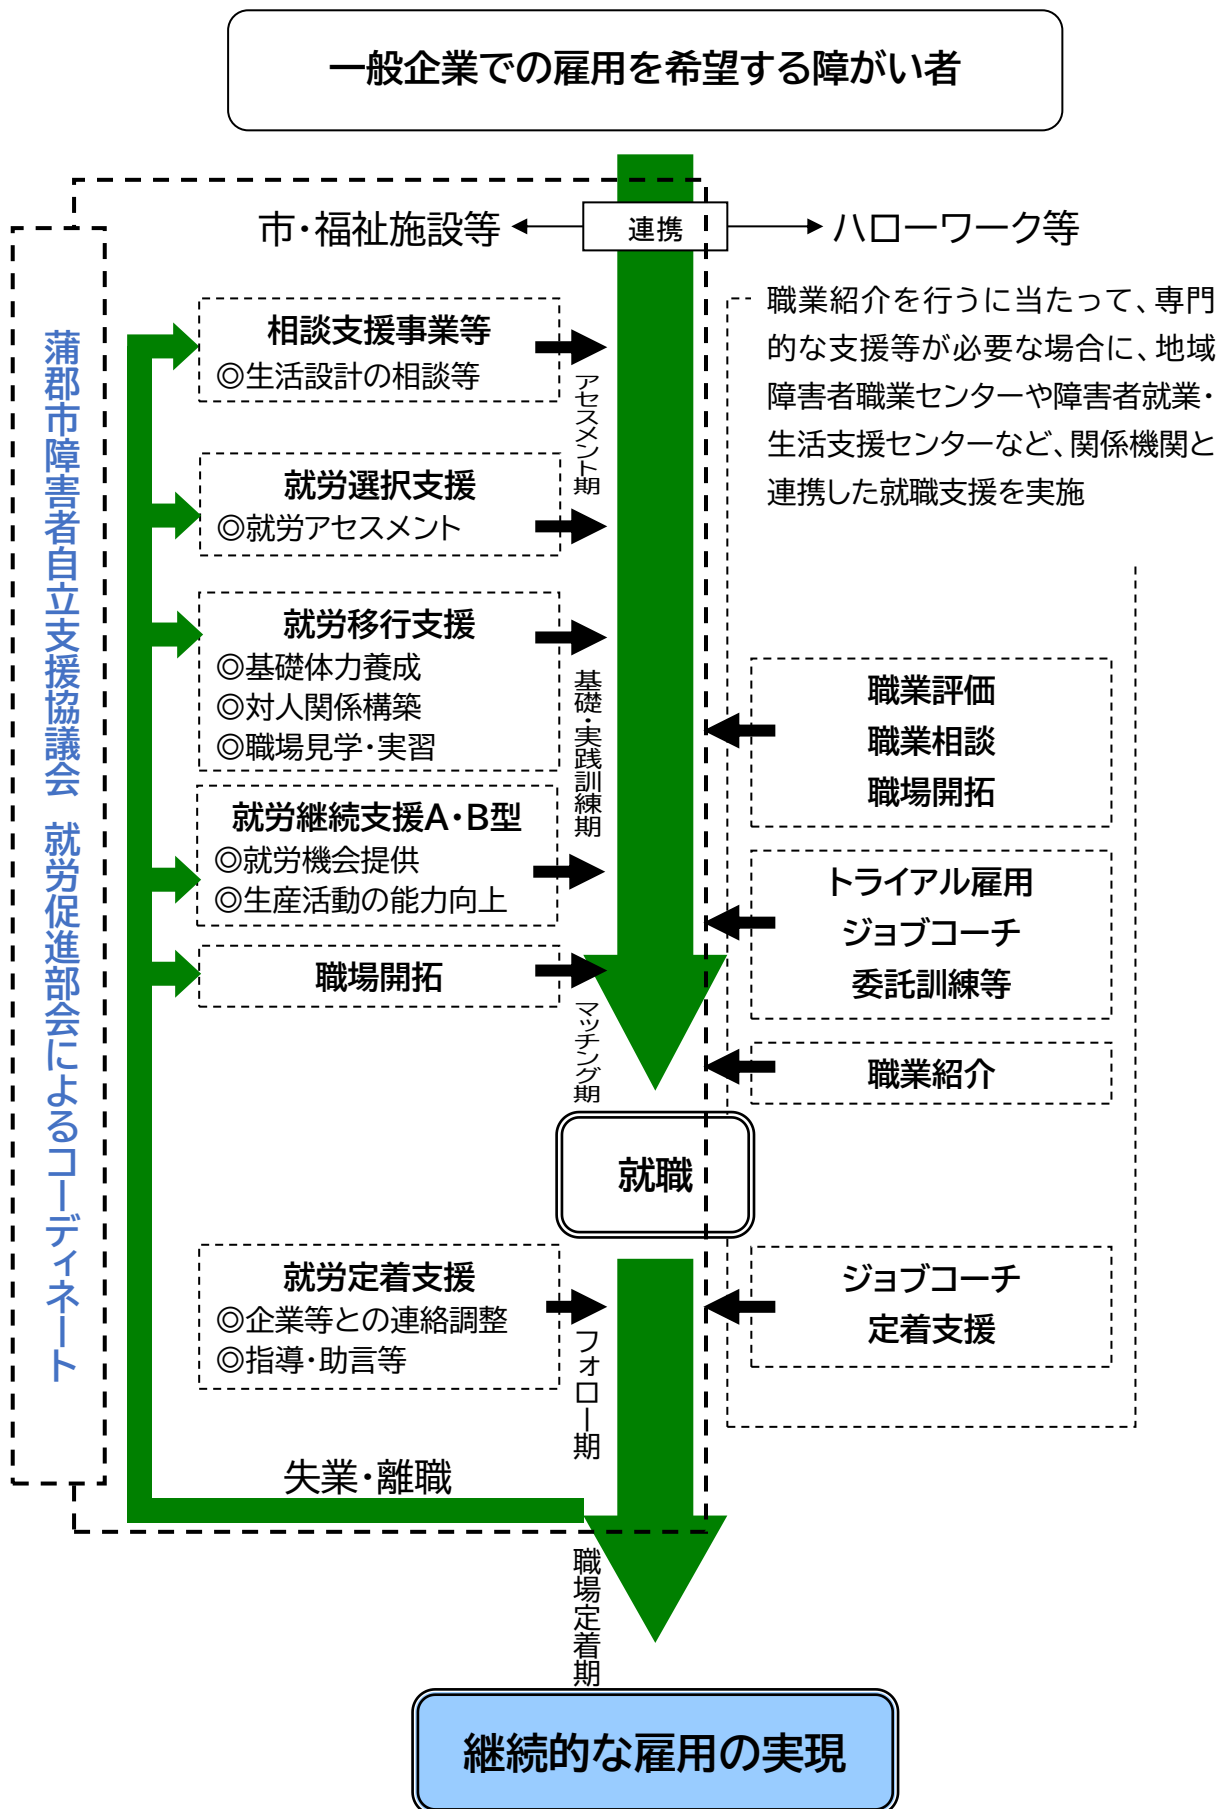 一般企業での雇用を希望する障がい者
市・福祉施設等
連携
ハローワーク等
蒲郡市障害者自立支援協議会 就労促進部会によるコーディネート
相談支援事業等
◎生活設計の相談等
就労選択支援
◎就労アセスメント
アセスメント期
就労移行支援
◎基礎体力養成
◎対人関係構築
◎職場見学・実習
基礎・実践訓練期
就労継続支援A・B型
◎就労機会提供
◎生産活動の能力向上
職場開拓
マッチング期
職業紹介を行うに当たって、専門
的な支援等が必要な場合に、地域
障害者職業センターや障害者就業・
生活支援センターなど、関係機関と
連携した就職支援を実施
職業評価
職業相談
職場開拓
トライアル雇用
ジョブコーチ
委託訓練等
職業紹介
就職
就労定着支援
◎企業等との連絡調整
◎指導・助言等
フォロー期
ジョブコーチ
定着支援
失業・離職
職場定着期
継続的な雇用の実現